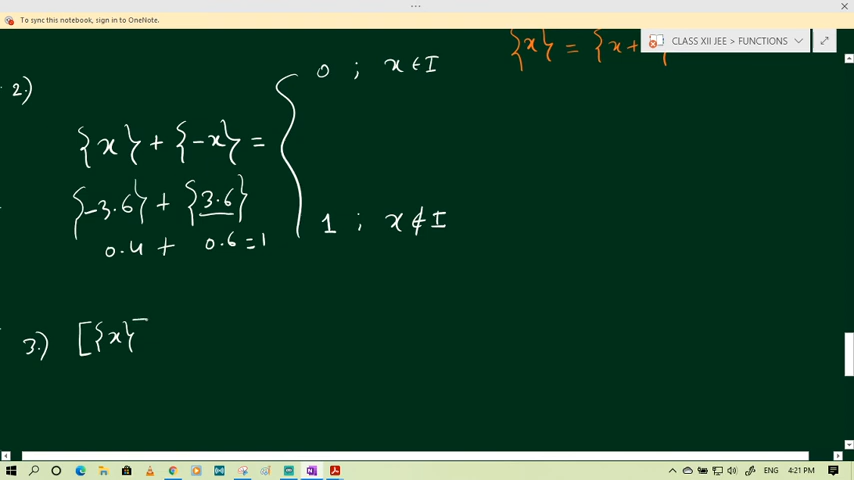 ...
To sync this notebook, sign in to OneNote.
{x} = {x+
CLASS XII JEE > FUNCTIONS
2.)
{x} + {-x} =
0 ; x ∈ I
1 ; x ∉ I
{-3.6} + {3.6}
0.4 + 0.6 = 1
3.) [{x}
ENG 4:21 PM